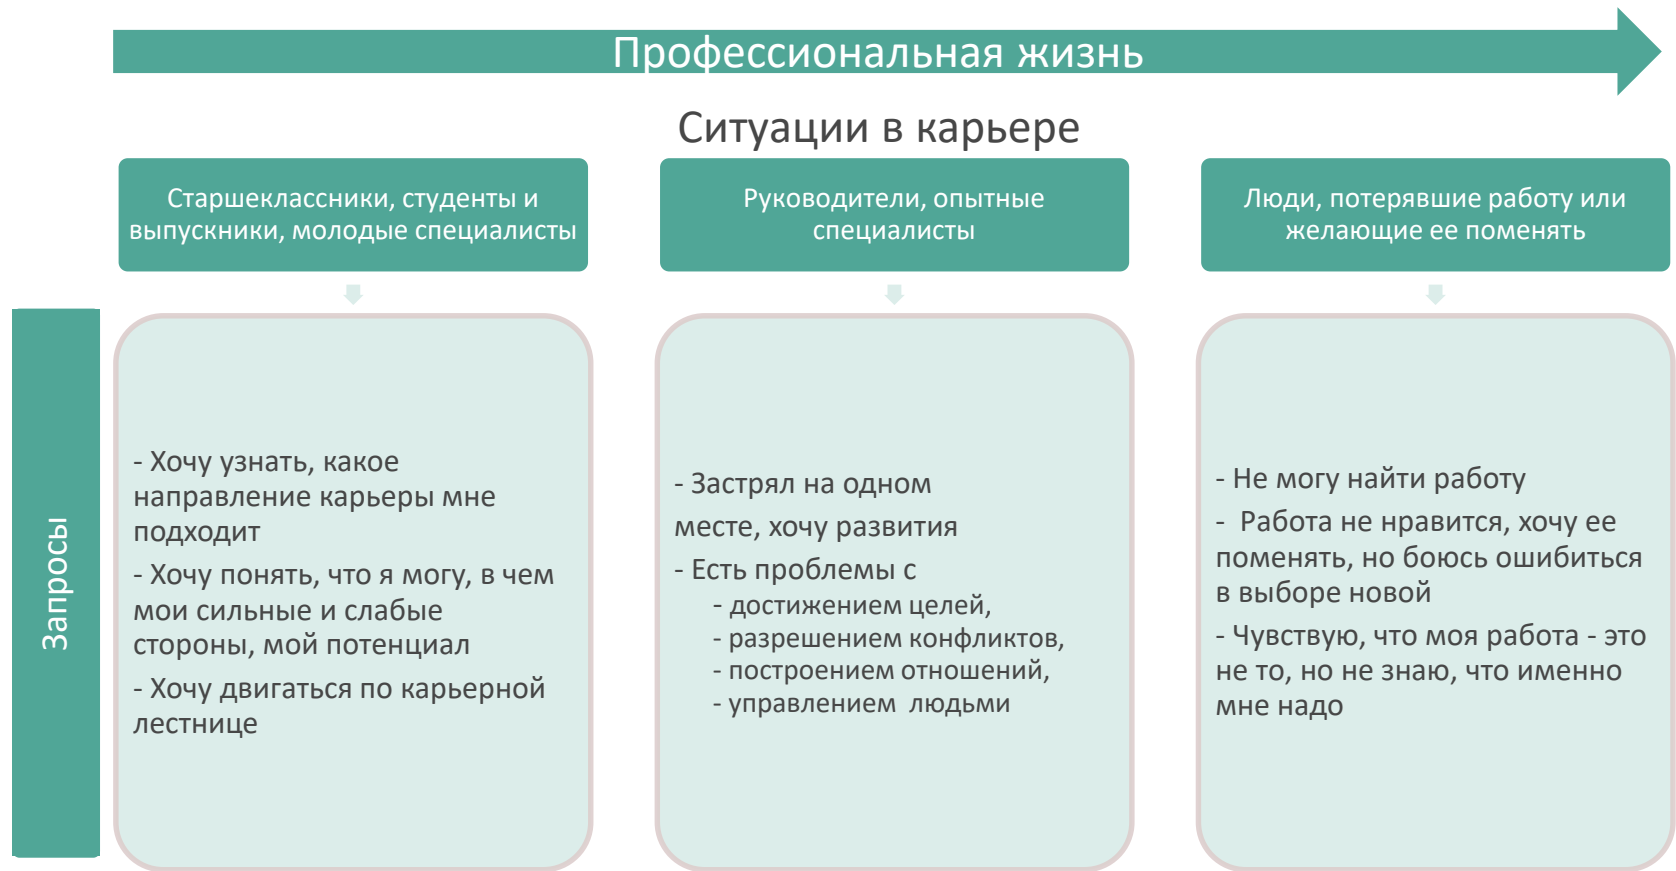 Профессиональная жизнь
Ситуации в карьере
Старшеклассники, студенты и
выпускники, молодые специалисты
Руководители, опытные
специалисты
Люди, потерявшие работу или
желающие ее поменять
Запросы
- Хочу узнать, какое
направление карьеры мне
подходит
- Хочу понять, что я могу, в чем
мои сильные и слабые
стороны, мой потенциал
- Хочу двигаться по карьерной
лестнице
- Застрял на одном
месте, хочу развития
- Есть проблемы с
- достижением целей,
- разрешением конфликтов,
- построением отношений,
- управлением людьми
- Не могу найти работу
- Работа не нравится, хочу ее
поменять, но боюсь ошибиться
в выборе новой
- Чувствую, что моя работа - это
не то, но не знаю, что именно
мне надо